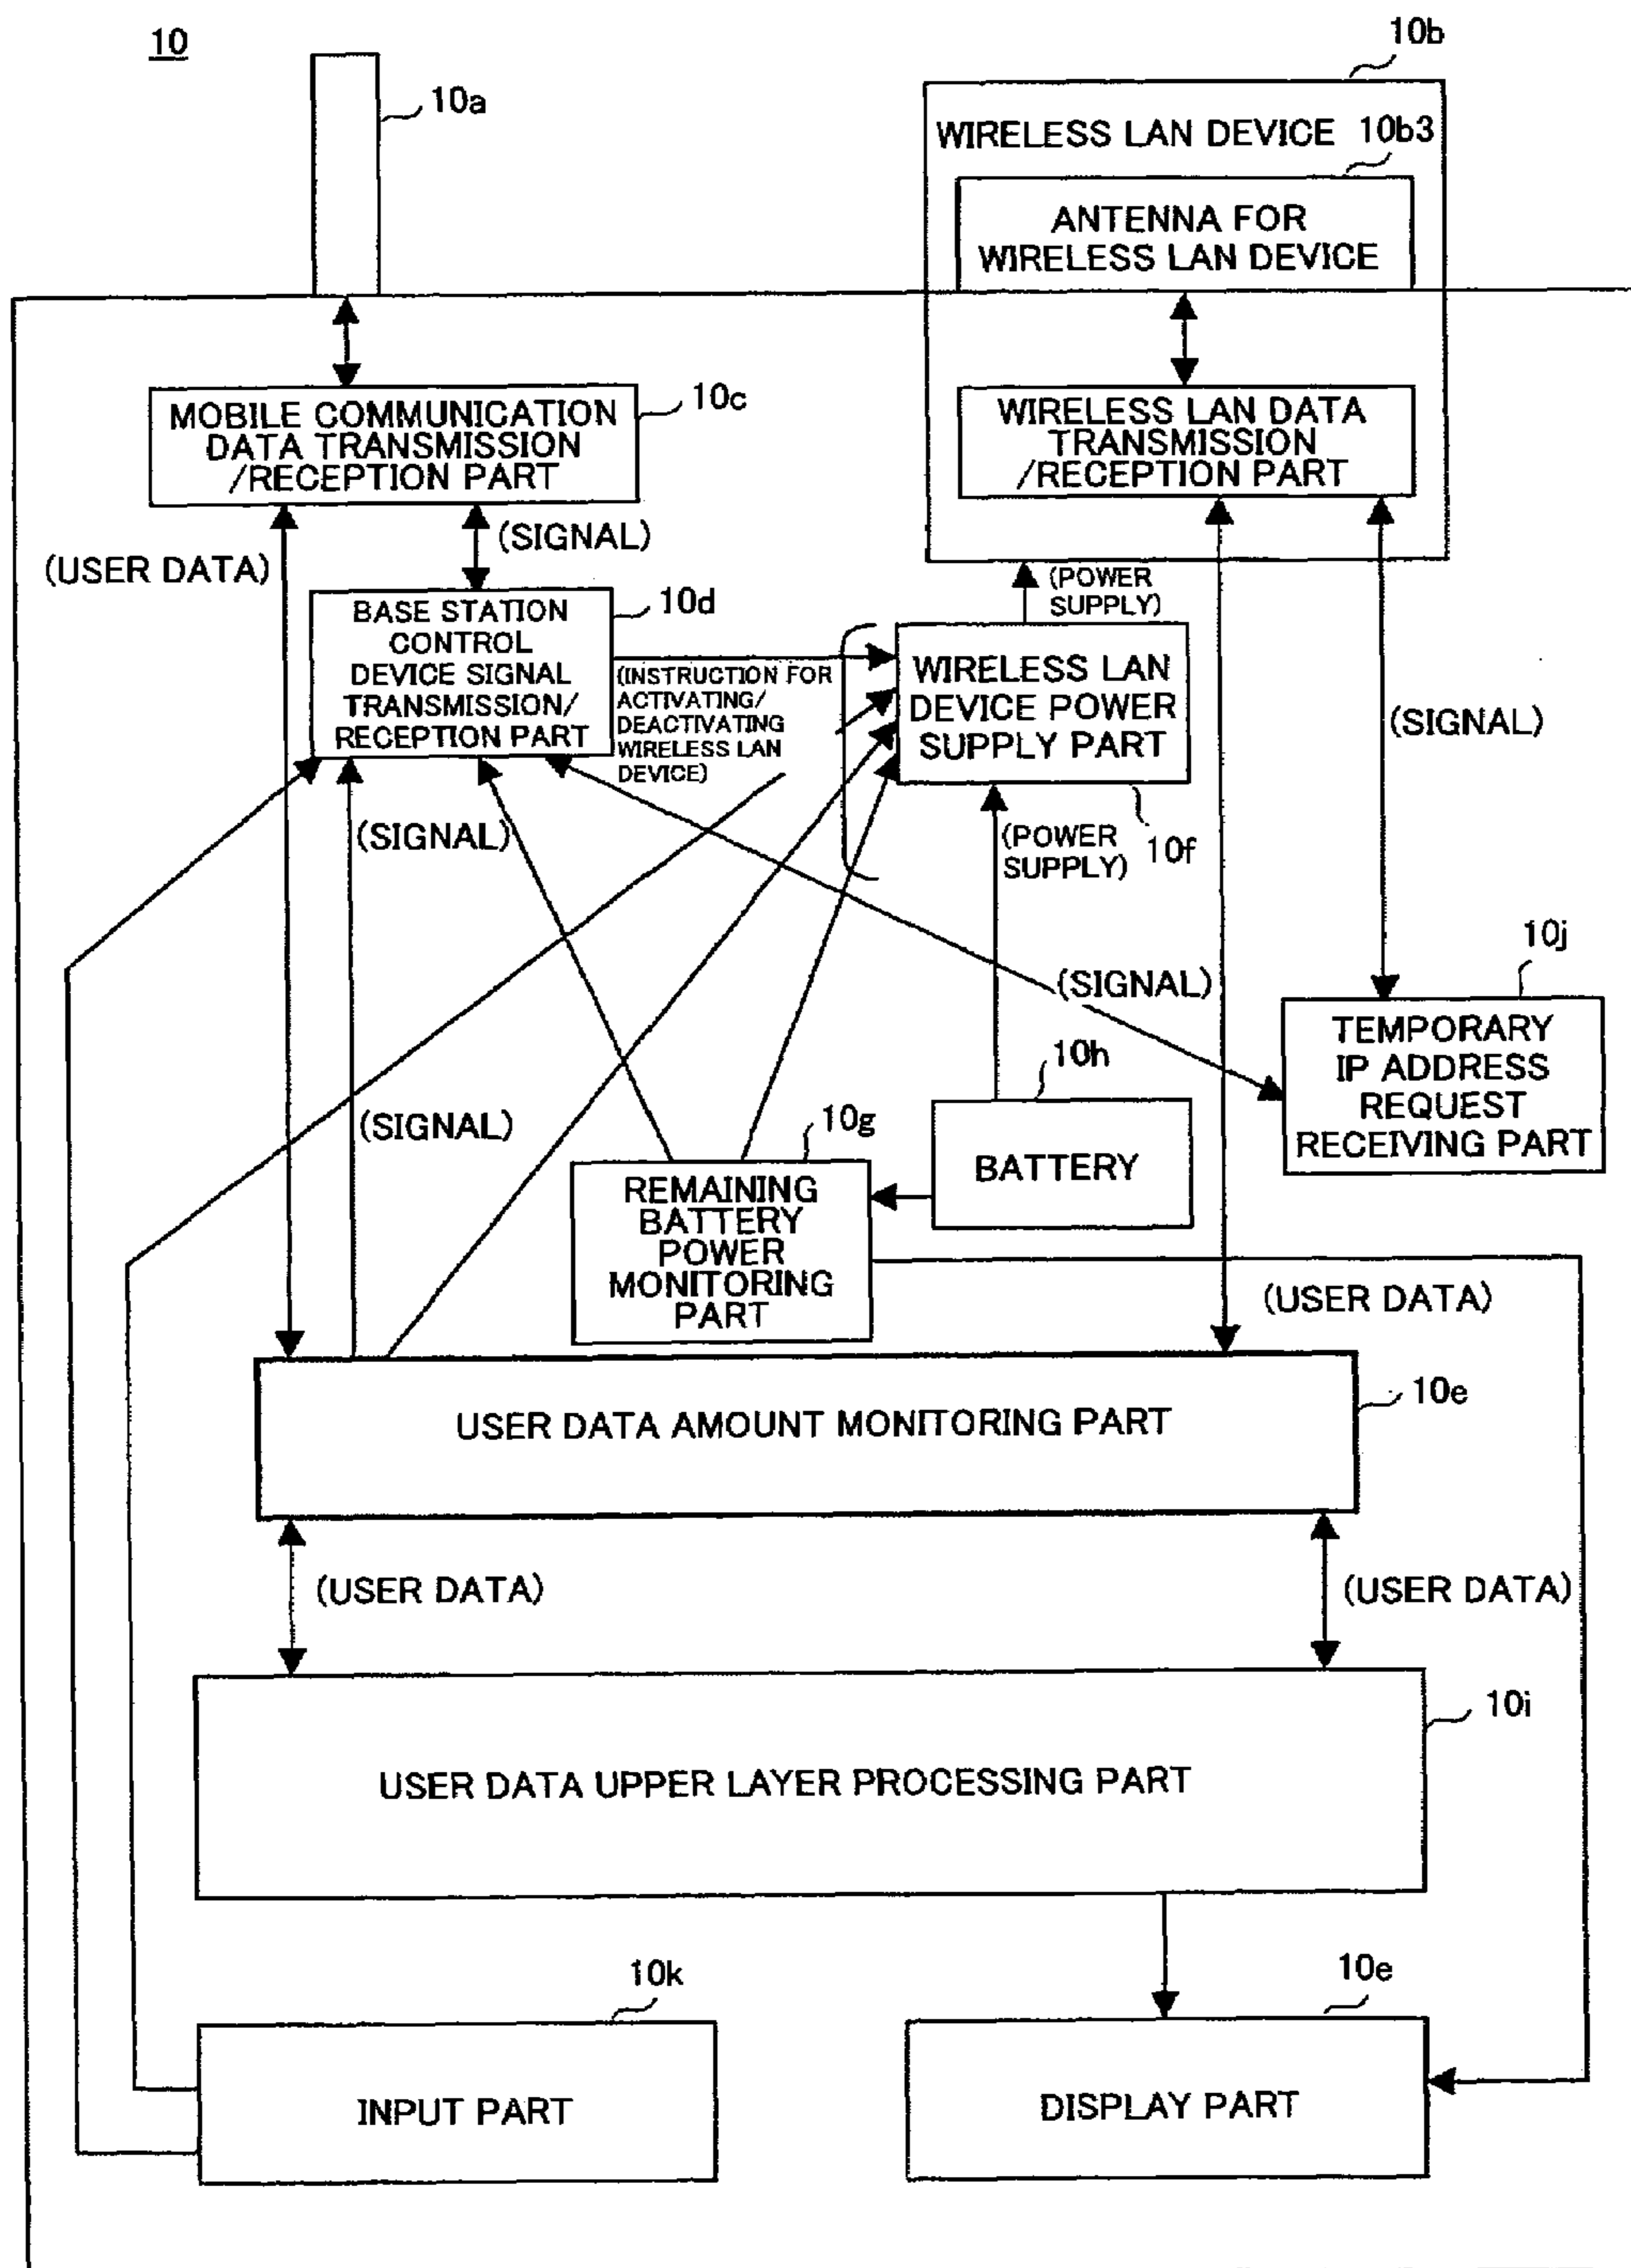 10
10a
10b
WIRELESS LAN DEVICE
10b3
ANTENNA FOR
WIRELESS LAN DEVICE
MOBILE COMMUNICATION
DATA TRANSMISSION
/RECEPTION PART
10c
WIRELESS LAN DATA
TRANSMISSION
/RECEPTION PART
(USER DATA)
(SIGNAL)
BASE STATION
CONTROL
DEVICE SIGNAL
TRANSMISSION/
RECEPTION PART
10d
(INSTRUCTION FOR
ACTIVATING/
DEACTIVATING
WIRELESS LAN
DEVICE)
(POWER
SUPPLY)
WIRELESS LAN
DEVICE POWER
SUPPLY PART
10f
(SIGNAL)
(SIGNAL)
(POWER
SUPPLY)
(SIGNAL)
10j
TEMPORARY
IP ADDRESS
REQUEST
RECEIVING PART
10h
BATTERY
(SIGNAL)
10g
REMAINING
BATTERY
POWER
MONITORING
PART
(USER DATA)
10e
USER DATA AMOUNT MONITORING PART
(USER DATA)
(USER DATA)
10i
USER DATA UPPER LAYER PROCESSING PART
10k
INPUT PART
10e
DISPLAY PART